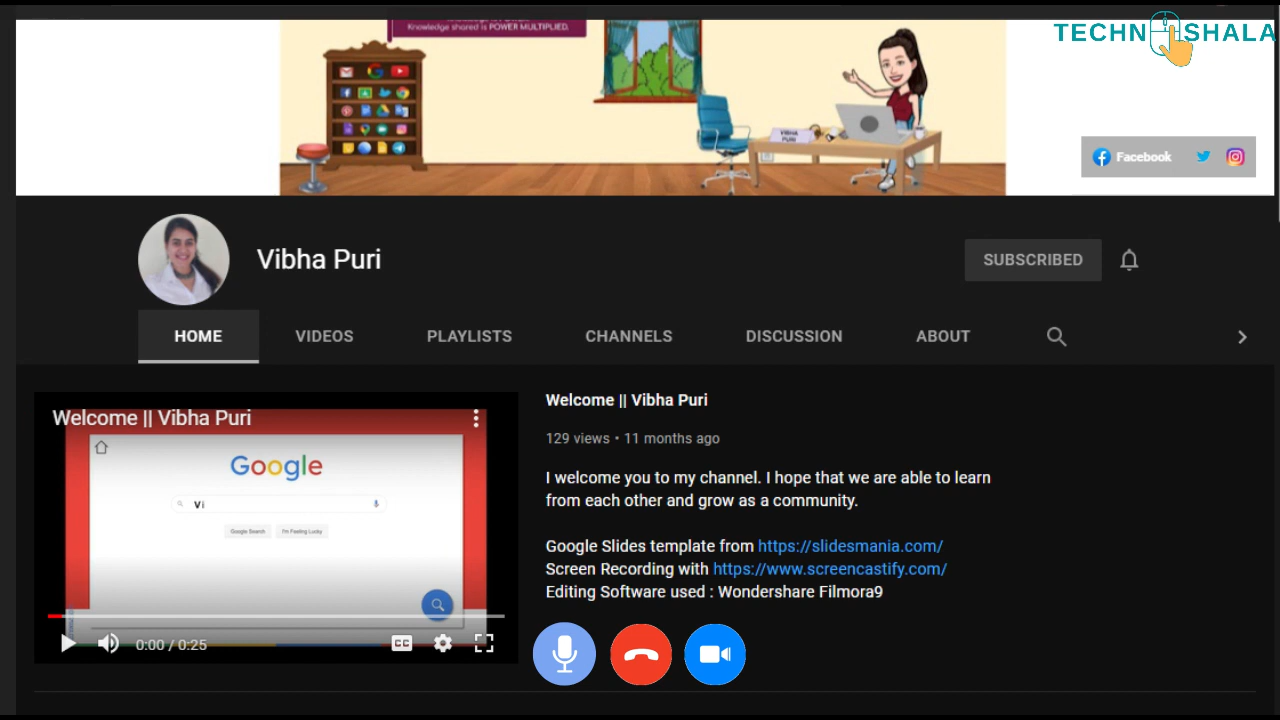 Knowledge shared is POWER MULTIPLIED.
TECHNOSHALA
VIBHA
PURI
Facebook
Vibha Puri
SUBSCRIBED
HOME VIDEOS PLAYLISTS CHANNELS DISCUSSION ABOUT
Welcome || Vibha Puri
Google
Vi
Google Search I'm Feeling Lucky
0:00 / 0:25
CC
Welcome || Vibha Puri
129 views • 11 months ago
I welcome you to my channel. I hope that we are able to learn
from each other and grow as a community.
Google Slides template from https://slidesmania.com/
Screen Recording with https://www.screencastify.com/
Editing Software used : Wondershare Filmora9